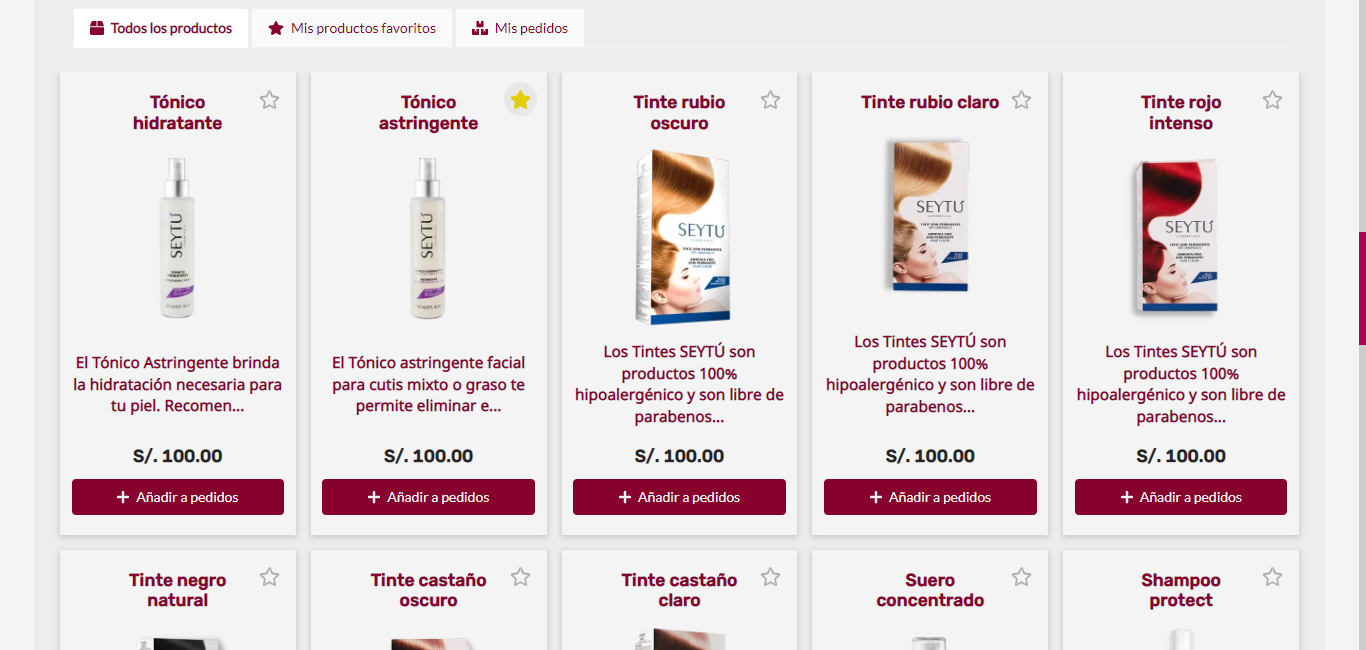 Todos los productos
Mis productos favoritos
Mis pedidos
Tónico
hidratante
SEYTÚ
TÓNICO
HIDRATANTE
El Tónico Astringente brinda
la hidratación necesaria para
tu piel. Recomen...
S/. 100.00
Añadir a pedidos
Tónico
astringente
SEYTÚ
El Tónico astringente facial
para cutis mixto o graso te
permite eliminar e...
S/. 100.00
Añadir a pedidos
Tinte rubio
oscuro
SEYTÚ
COSMETICA
Los Tintes SEYTÚ son
productos 100%
hipoalergénico y son libre de
parabenos...
S/. 100.00
Añadir a pedidos
Tinte rubio claro
SEYTÚ
COSMETICA
Los Tintes SEYTÚ son
productos 100%
hipoalergénico y son libre de
parabenos...
S/. 100.00
Añadir a pedidos
Tinte rojo
intenso
SEYTÚ
COSMETICA
Los Tintes SEYTÚ son
productos 100%
hipoalergénico y son libre de
parabenos...
S/. 100.00
Añadir a pedidos
Tinte negro
natural
Tinte castaño
oscuro
Tinte castaño
claro
Suero
concentrado
Shampoo
protect